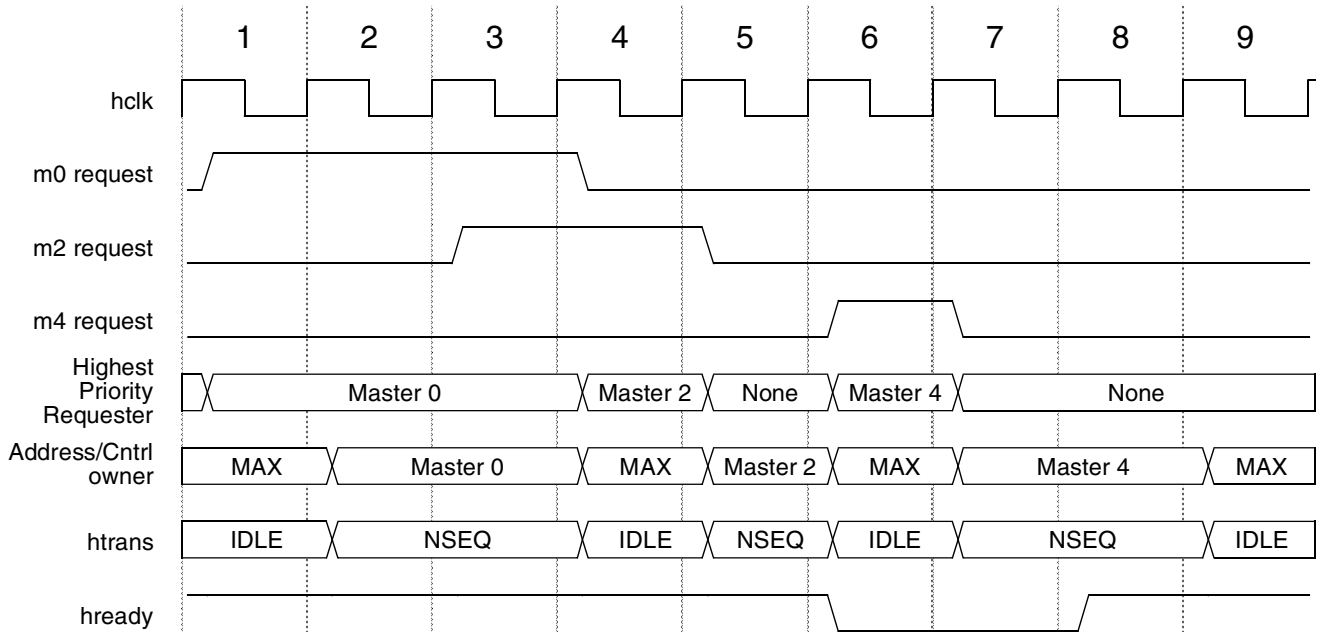 1 2 3 4 5 6 7 8 9
hclk
m0 request
m2 request
m4 request
Highest
Priority
Requester
Master 0 Master 2 None Master 4 None
Address/Cntrl
owner
MAX Master 0 MAX Master 2 MAX Master 4 MAX
htrans IDLE NSEQ IDLE NSEQ IDLE NSEQ IDLE
hready